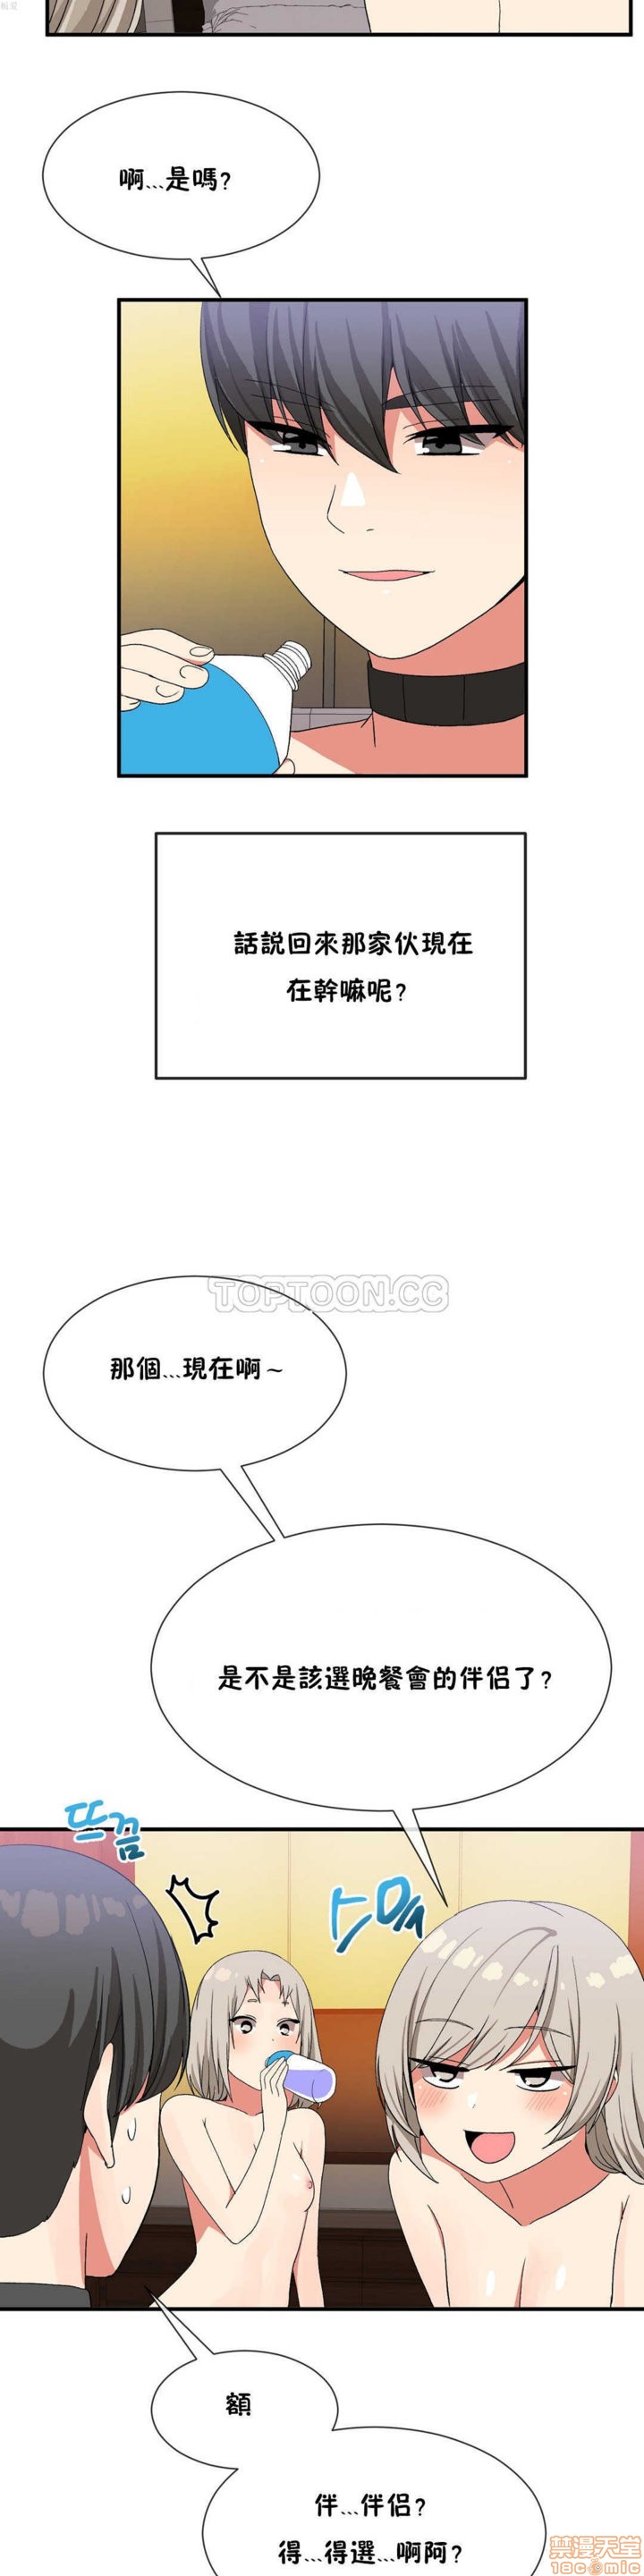 啊...是嗎?
話說回來那家伙現在
在幹嘛呢?
TOPTOON.CC
那個...現在啊~
是不是該選晚餐會的伴侶了?
뜨끔
스윽
額
伴...伴侶?
得...得選...啊阿?
禁漫天堂
18comic